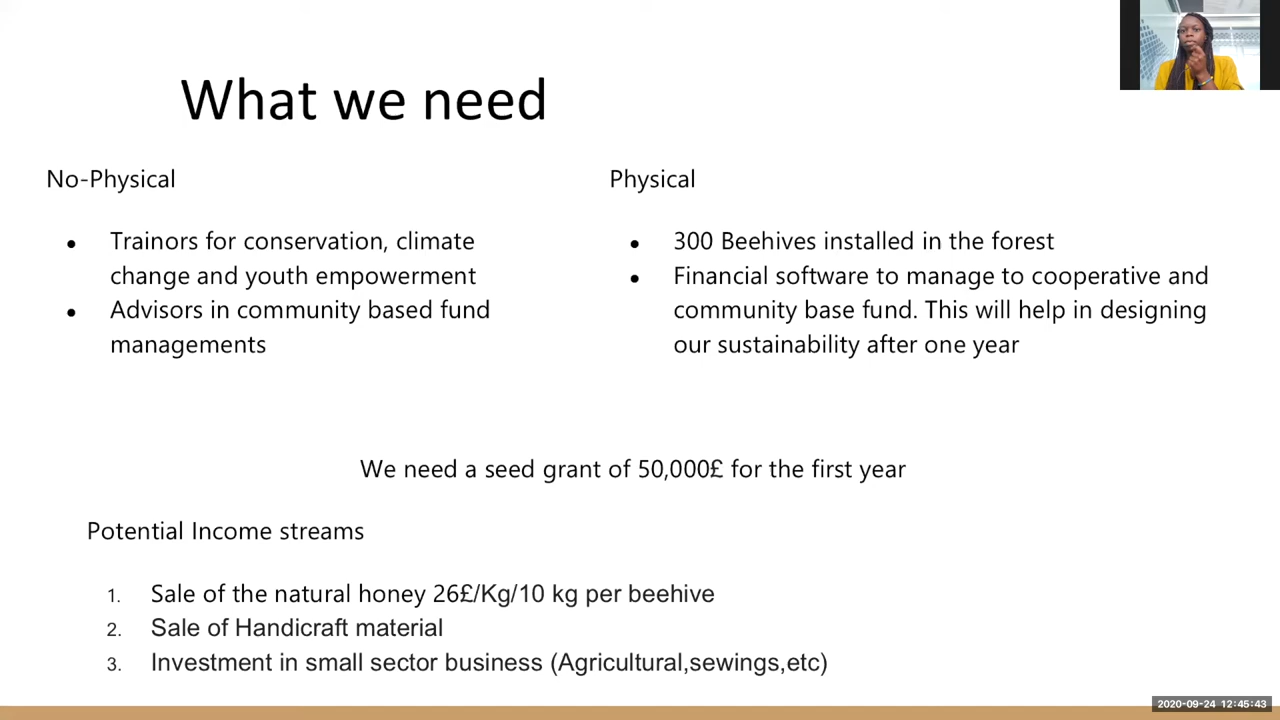 What we need
No-Physical
• Trainors for conservation, climate
change and youth empowerment
• Advisors in community based fund
managements
Physical
• 300 Beehives installed in the forest
• Financial software to manage to cooperative and
community base fund. This will help in designing
our sustainability after one year
We need a seed grant of 50,000£ for the first year
Potential Income streams
1. Sale of the natural honey 26£/Kg/10 kg per beehive
2. Sale of Handicraft material
3. Investment in small sector business (Agricultural,sewings,etc)
2020-09-24 12:45:43